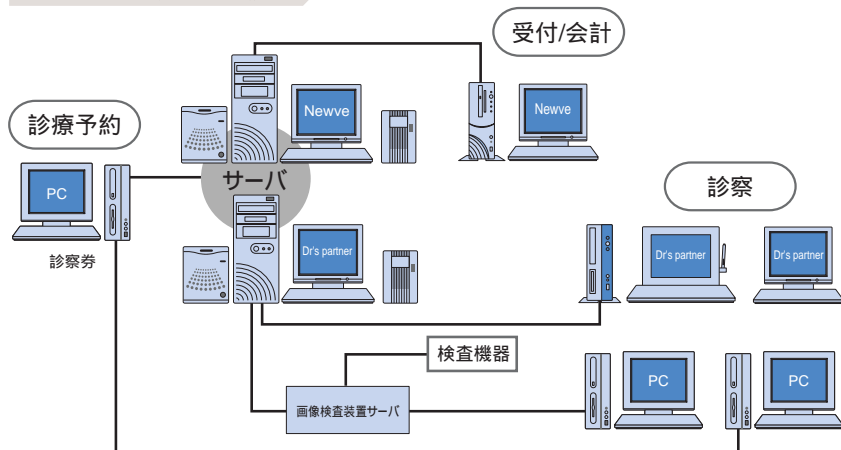 受付/会計
Newve
Newve
診療予約
サーバ
PC
診察券
診察
Dr's partner
Dr's partner
Dr's partner
検査機器
画像検査装置サーバ
PC
PC